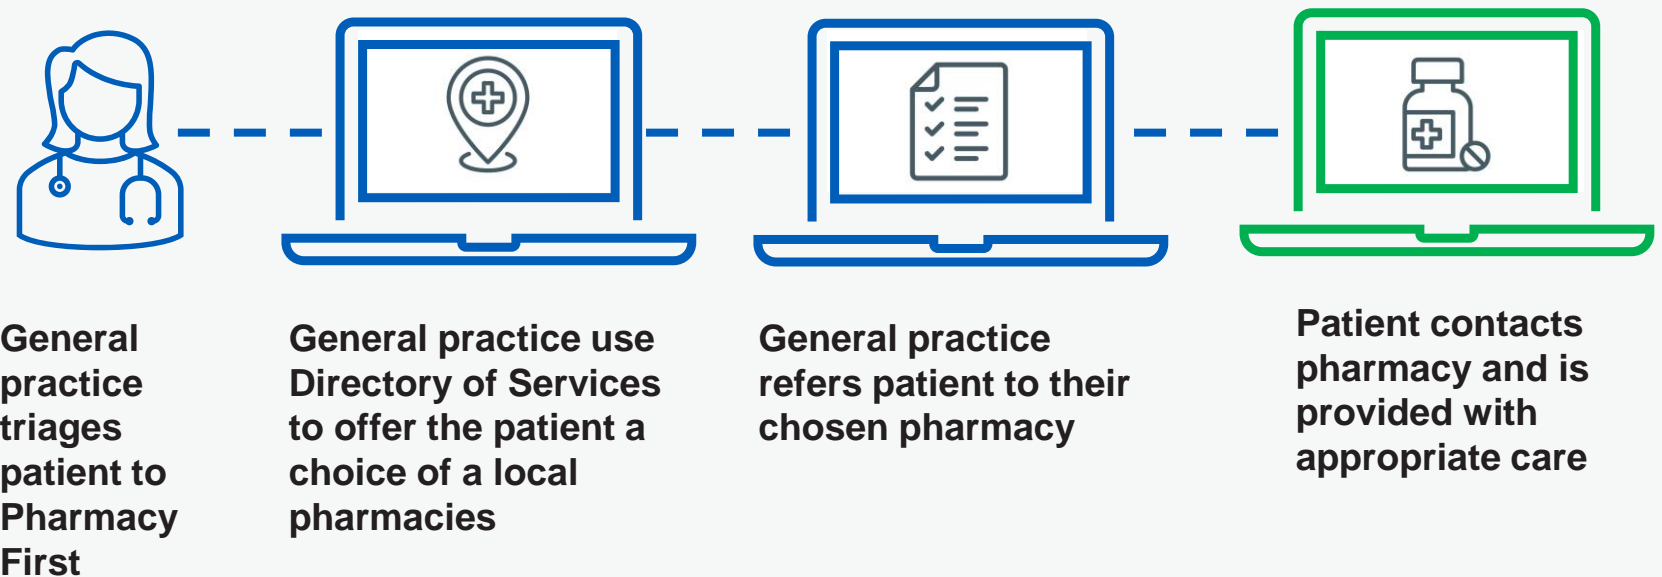 General
practice
triages
patient to
Pharmacy
First
General practice use
Directory of Services
to offer the patient a
choice of a local
pharmacies
General practice
refers patient to their
chosen pharmacy
Patient contacts
pharmacy and is
provided with
appropriate care